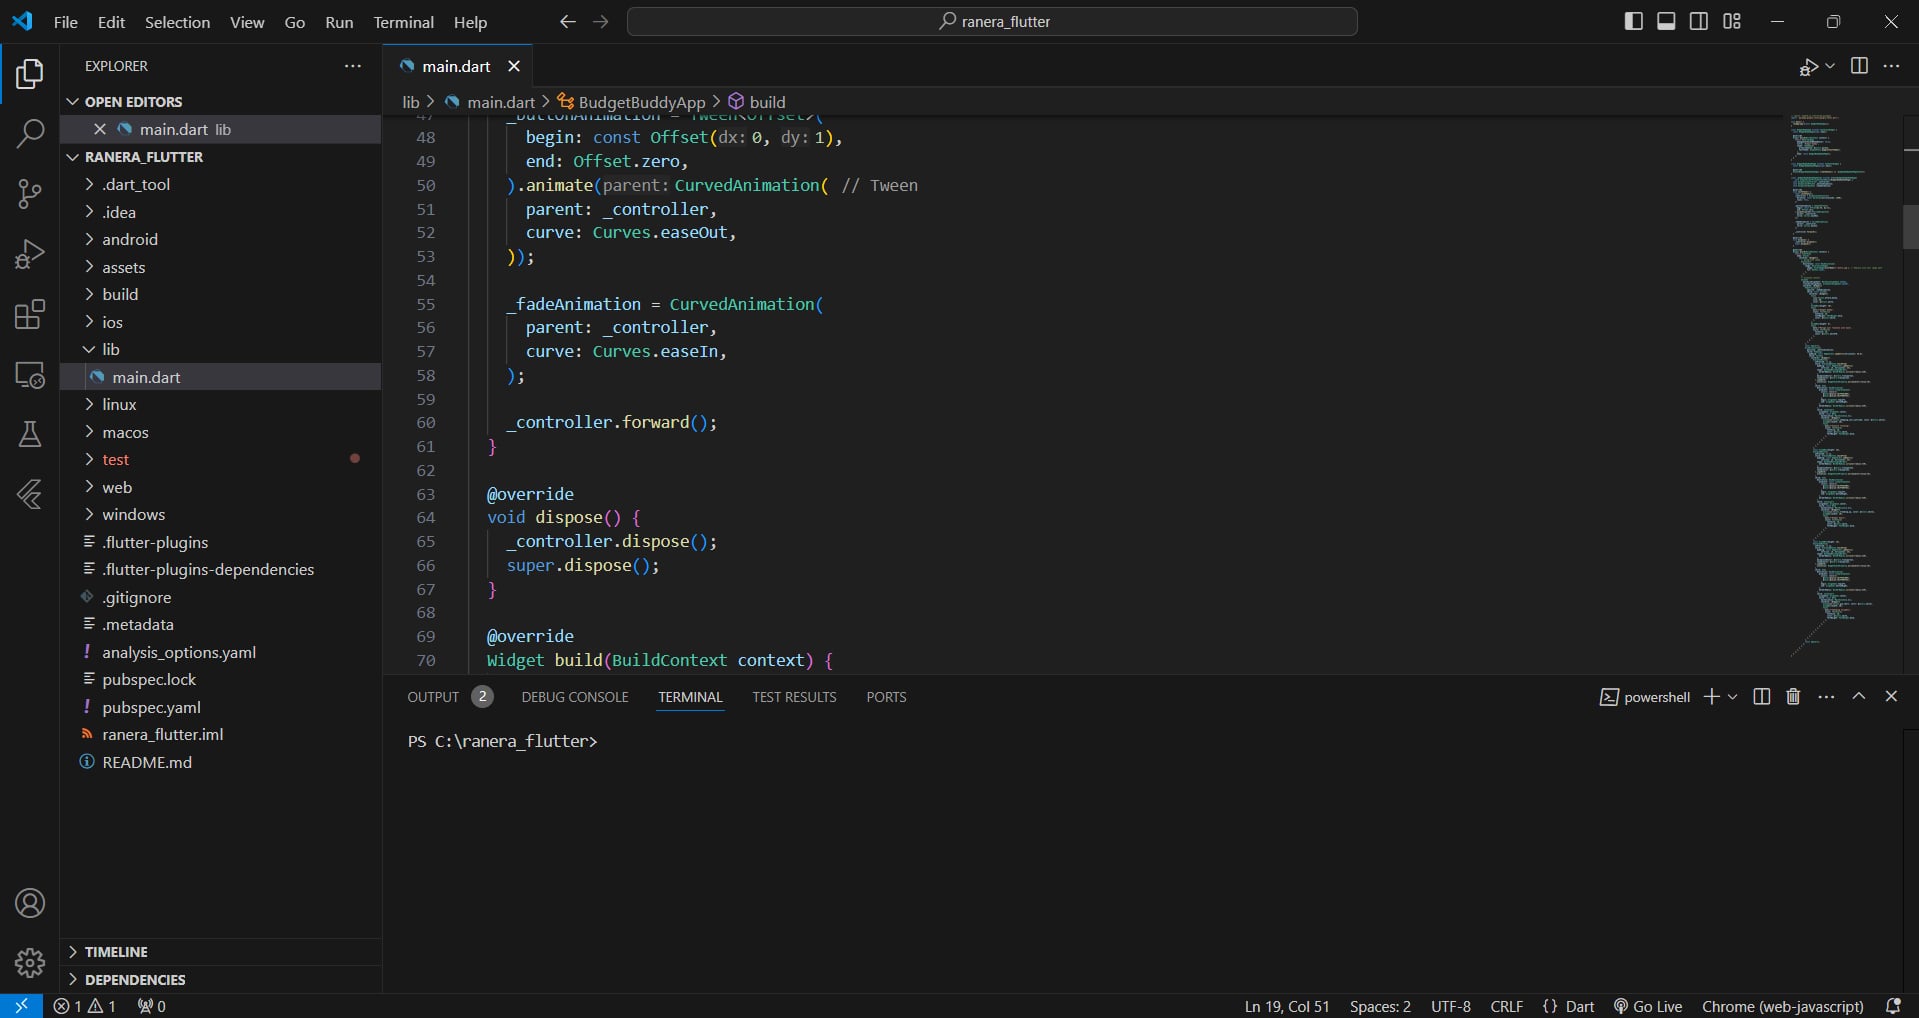 File Edit Selection View Go Run Terminal Help
ranera_flutter
EXPLORER
OPEN EDITORS
main.dart lib
RANERA_FLUTTER
.dart_tool
.idea
android
assets
build
ios
lib
main.dart
linux
macos
test
web
windows
.flutter-plugins
.flutter-plugins-dependencies
.gitignore
.metadata
analysis_options.yaml
pubspec.lock
pubspec.yaml
ranera_flutter.iml
README.md
TIMELINE
DEPENDENCIES
main.dart
lib > main.dart > BudgetBuddyApp > build
47 _buttonAnimation = Tween<Offset>(
48 begin: const Offset(dx: 0, dy: 1),
49 end: Offset.zero,
50 ).animate(parent: CurvedAnimation( // Tween
51 parent: _controller,
52 curve: Curves.easeOut,
53 ));
54
55 _fadeAnimation = CurvedAnimation(
56 parent: _controller,
57 curve: Curves.easeIn,
58 );
59
60 _controller.forward();
61 }
62
63 @override
64 void dispose() {
65 _controller.dispose();
66 super.dispose();
67 }
68
69 @override
70 Widget build(BuildContext context) {
OUTPUT 2 DEBUG CONSOLE TERMINAL TEST RESULTS PORTS
powershell
PS C:\ranera_flutter>
1 1 0
Ln 19, Col 51 Spaces: 2 UTF-8 CRLF {} Dart Go Live Chrome (web-javascript)